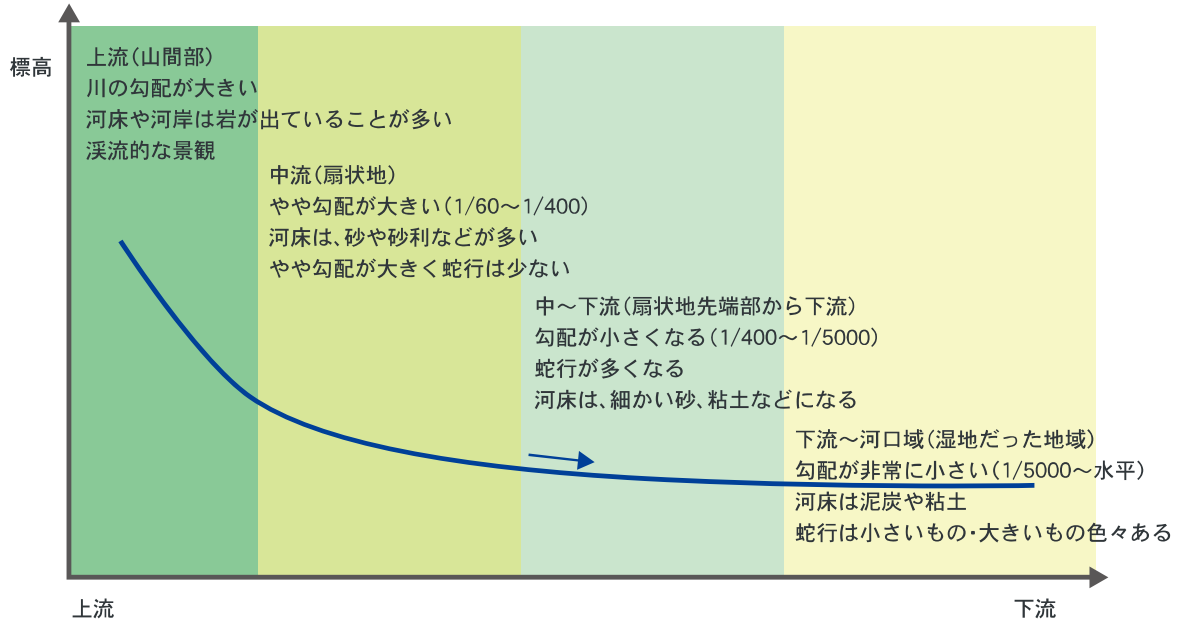 標高
上流(山間部)
川の勾配が大きい
河床や河岸は岩が出ていることが多い
渓流的な景観
中流(扇状地)
やや勾配が大きい(1/60〜1/400)
河床は、砂や砂利などが多い
やや勾配が大きく蛇行は少ない
中〜下流(扇状地先端部から下流)
勾配が小さくなる(1/400〜1/5000)
蛇行が多くなる
河床は、細かい砂、粘土などになる
下流〜河口域(湿地だった地域)
勾配が非常に小さい(1/5000〜水平)
河床は泥炭や粘土
蛇行は小さいもの・大きいもの色々ある
上流
下流